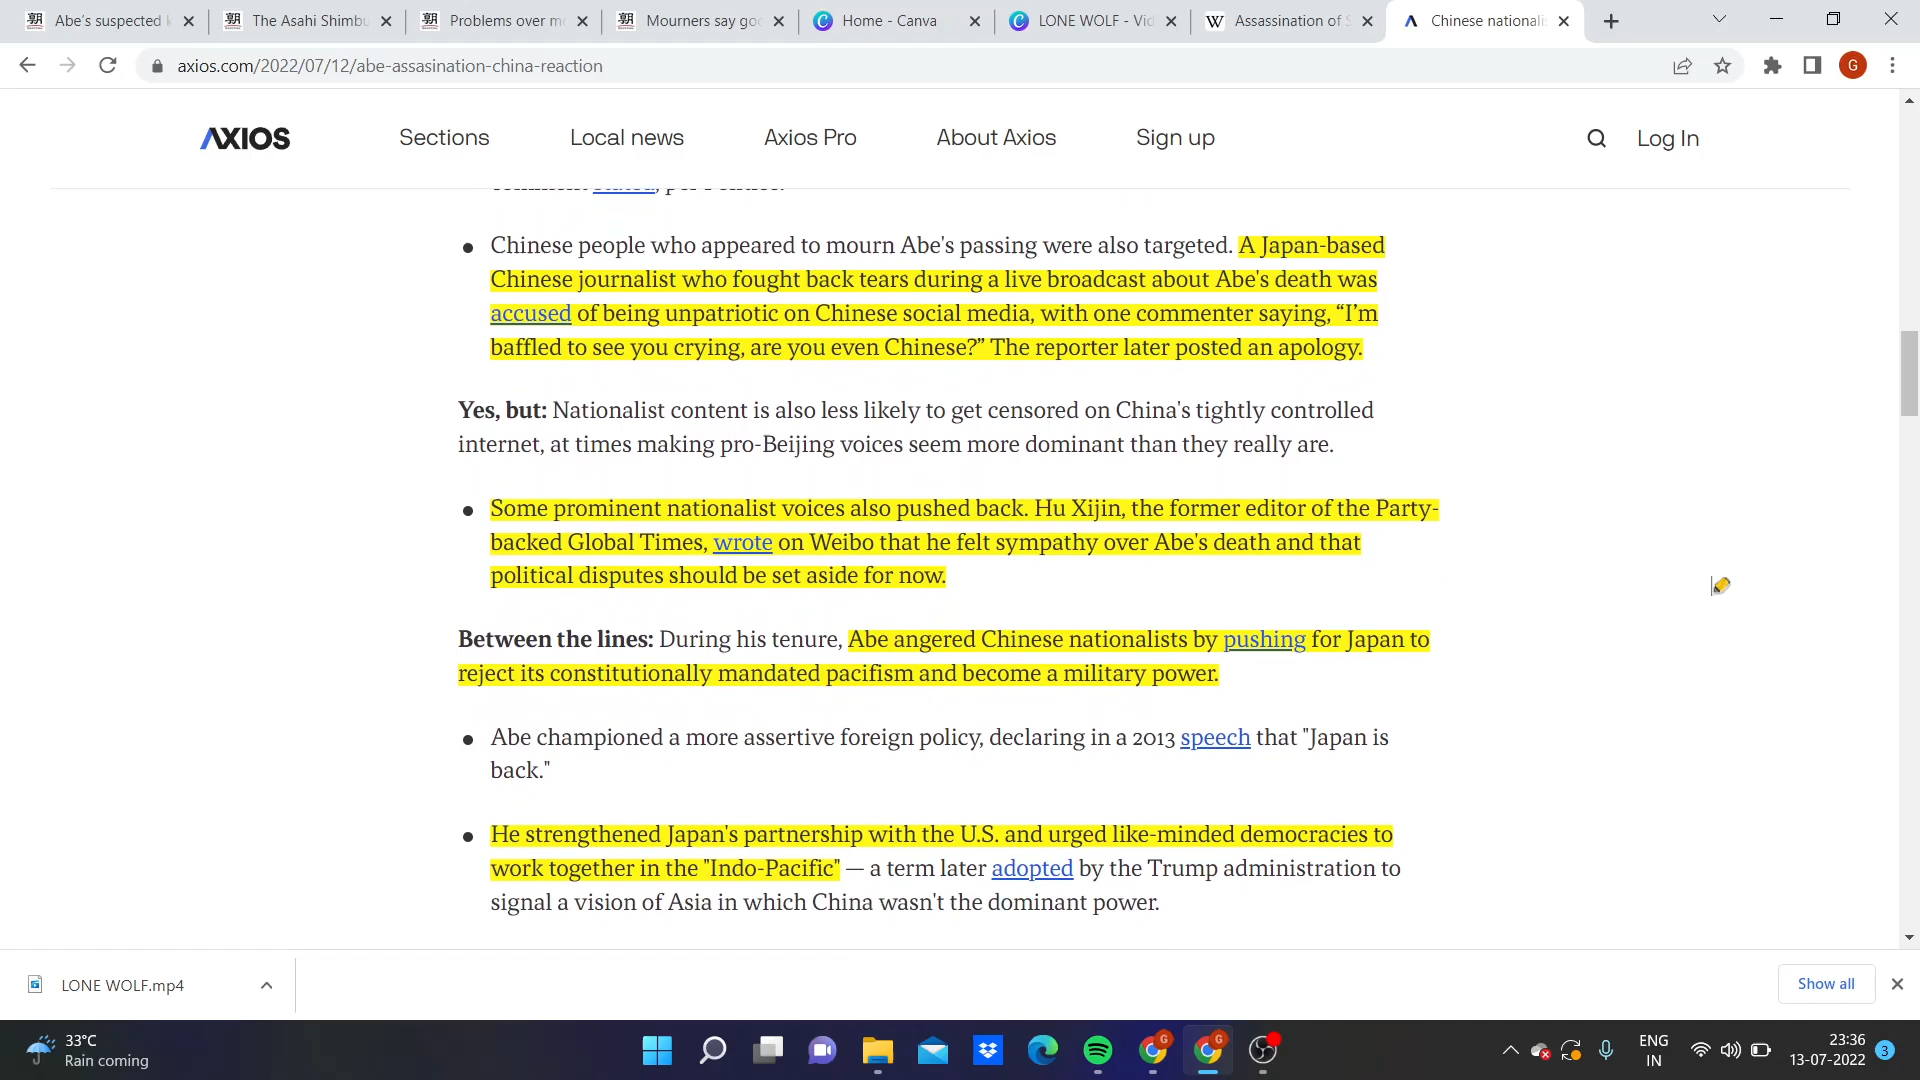 Abe's suspected
The Asahi Shimbu
Problems over m
Mourners say go
Home - Canva
LONE WOLF - Vid
Assassination of S
Chinese nationali
axios.com/2022/07/12/abe-assasination-china-reaction
G
AXIOS
Sections
Local news
Axios Pro
About Axios
Sign up
Log In
Chinese people who appeared to mourn Abe's passing were also targeted. A Japan-based
Chinese journalist who fought back tears during a live broadcast about Abe's death was
accused of being unpatriotic on Chinese social media, with one commenter saying, “I’m
baffled to see you crying, are you even Chinese?” The reporter later posted an apology.
Yes, but: Nationalist content is also less likely to get censored on China's tightly controlled
internet, at times making pro-Beijing voices seem more dominant than they really are.
Some prominent nationalist voices also pushed back. Hu Xijin, the former editor of the Party-
backed Global Times, wrote on Weibo that he felt sympathy over Abe's death and that
political disputes should be set aside for now.
Between the lines: During his tenure, Abe angered Chinese nationalists by pushing for Japan to
reject its constitutionally mandated pacifism and become a military power.
Abe championed a more assertive foreign policy, declaring in a 2013 speech that "Japan is
back."
He strengthened Japan's partnership with the U.S. and urged like-minded democracies to
work together in the "Indo-Pacific" — a term later adopted by the Trump administration to
signal a vision of Asia in which China wasn't the dominant power.
LONE WOLF.mp4
Show all
33°C
Rain coming
ENG
IN
23:36
13-07-2022
3